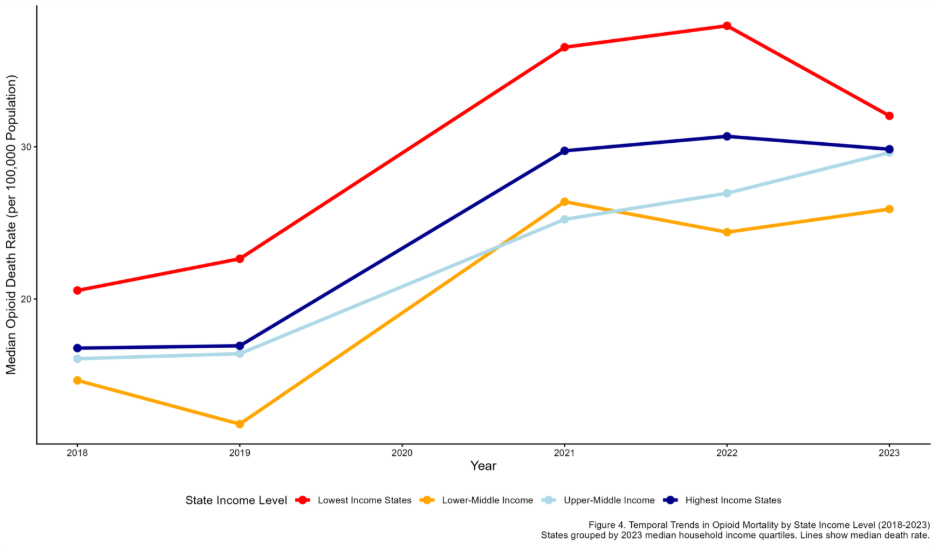 Median Opioid Death Rate (per 100,000 Population)
30
20
2018 2019 2020 2021 2022 2023
Year
State Income Level Lowest Income States Lower-Middle Income Upper-Middle Income Highest Income States
Figure 4. Temporal Trends in Opioid Mortality by State Income Level (2018-2023)
States grouped by 2023 median household income quartiles. Lines show median death rate.